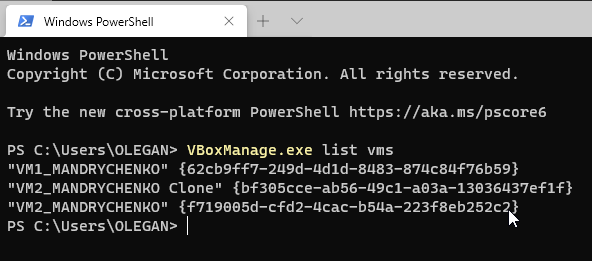 Windows PowerShell
Windows PowerShell
Copyright (C) Microsoft Corporation. All rights reserved.
Try the new cross-platform PowerShell https://aka.ms/pscore6
PS C:\Users\OLEGAN> VBoxManage.exe list vms
"VM1_MANDRYCHENKO" {62cb9ff7-249d-4d1d-8483-874c84f76b59}
"VM2_MANDRYCHENKO Clone" {bf305cce-ab56-49c1-a03a-13036437ef1f}
"VM2_MANDRYCHENKO" {f719005d-cfd2-4cac-b54a-223f8eb252c2}
PS C:\Users\OLEGAN>